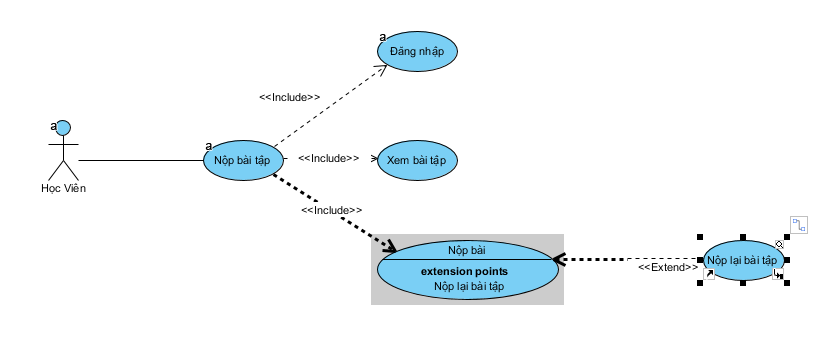 a
Đăng nhập
<<Include>>
a
Học Viên
a
Nộp bài tập
<<Include>>
Xem bài tập
<<Include>>
Nộp bài
extension points
Nộp lại bài tập
<<Extend>>
Nộp lại bài tập